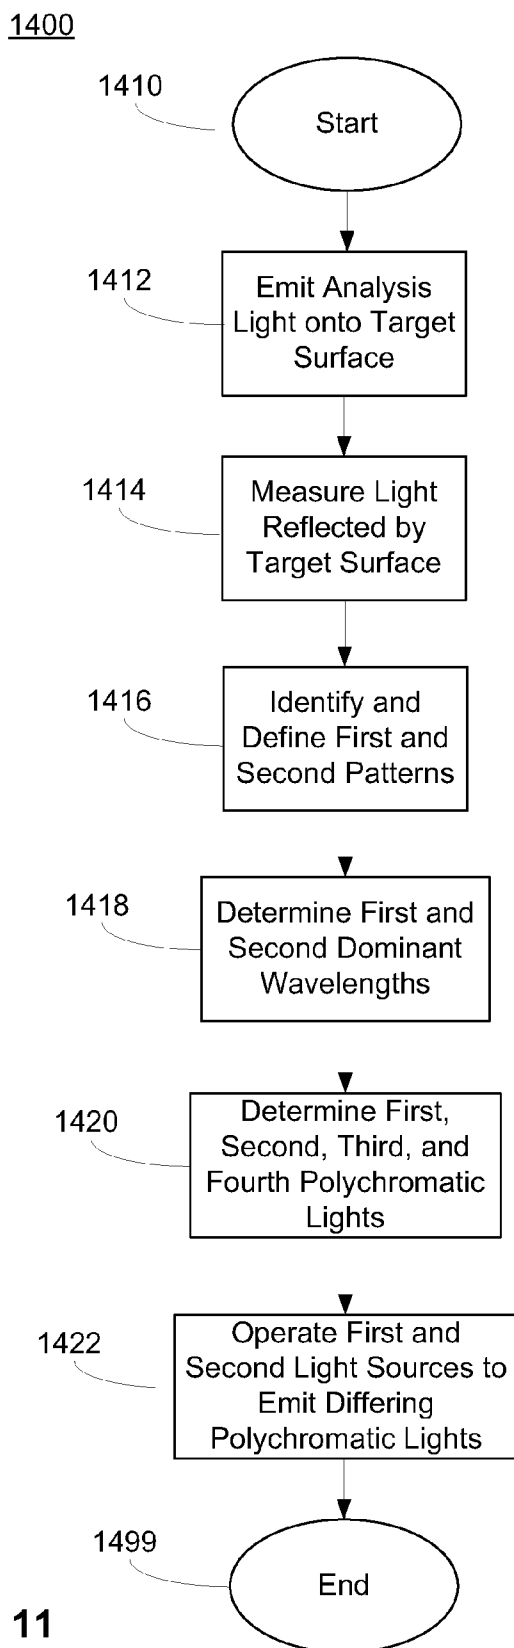 1400
1410
Start
1412
Emit Analysis
Light onto Target
Surface
1414
Measure Light
Reflected by
Target Surface
1416
Identify and
Define First and
Second Patterns
1418
Determine First and
Second Dominant
Wavelengths
1420
Determine First,
Second, Third, and
Fourth Polychromatic
Lights
1422
Operate First and
Second Light Sources to
Emit Differing
Polychromatic Lights
1499
End
11